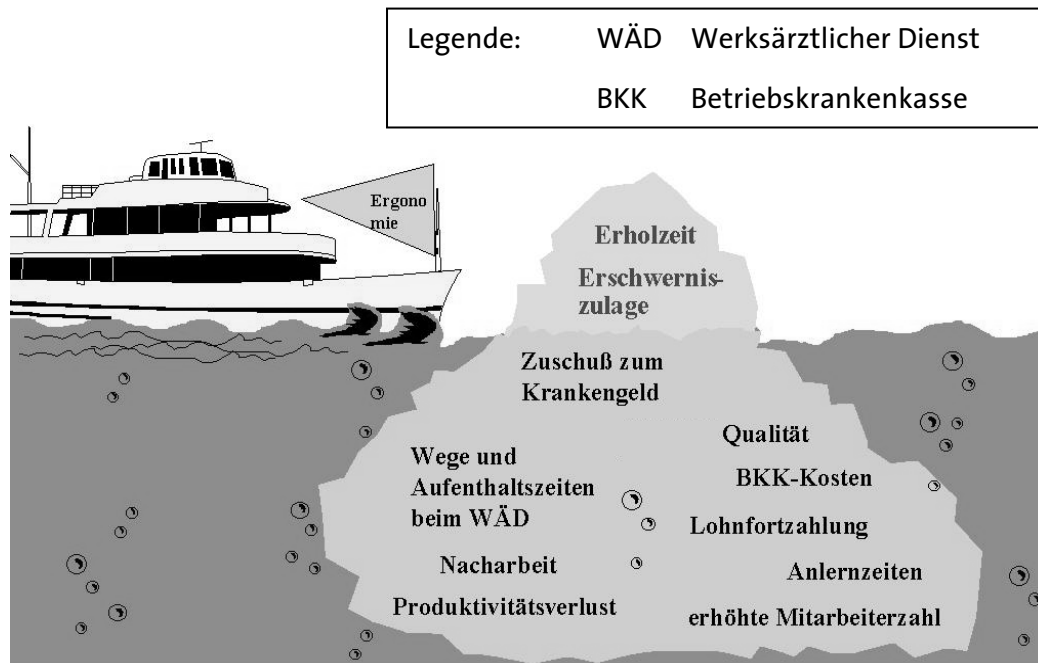 Legende: WÄD Werksärztlicher Dienst
BKK Betriebskrankenkasse
Ergono
mie
Erholzeit
Erschwernis-
zulage
Zuschuß zum
Krankengeld
Wege und
Aufenthaltszeiten
beim WÄD
Nacharbeit
Produktivitätsverlust
Qualität
BKK-Kosten
Lohnfortzahlung
Anlernzeiten
erhöhte Mitarbeiterzahl